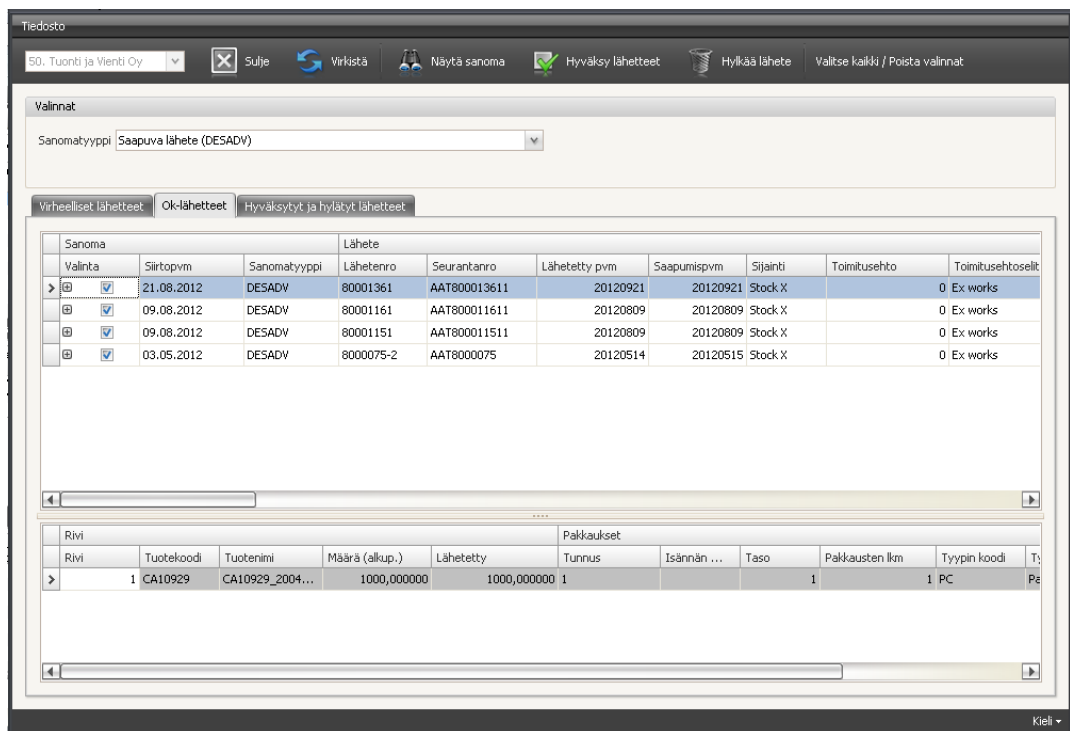 Tiedosto
50. Tuonti ja Vienti Oy Sulje Virkistä Näytä sanoma Hyväksy lähetteet Hylkää lähete Valitse kaikki / Poista valinnat
Valinnat
Sanomatyyppi Saapuva lähete (DESADV)
Virheelliset lähetteet Ok-lähetteet Hyväksytyt ja hylätyt lähetteet
Sanoma Lähete
Valinta Siirtopvm Sanomatyyppi Lähetenro Seurantanro Lähetetty pvm Saapumispvm Sijainti Toimitusehto Toimitusehtoselit
21.08.2012 DESADV 80001361 AAT800013611 20120921 20120921 Stock X 0 Ex works
09.08.2012 DESADV 80001161 AAT800011611 20120809 20120809 Stock X 0 Ex works
09.08.2012 DESADV 80001151 AAT800011511 20120809 20120809 Stock X 0 Ex works
03.05.2012 DESADV 8000075-2 AAT8000075 20120514 20120515 Stock X 0 Ex works
Rivi Pakkaukset
Rivi Tuotekoodi Tuotenimi Määrä (alkup.) Lähetetty Tunnus Isännän ... Taso Pakkausten lkm Tyypin koodi Ty
1 CA10929 CA10929_2004... 1000,000000 1000,000000 1 1 1 PC Pa
Kieli